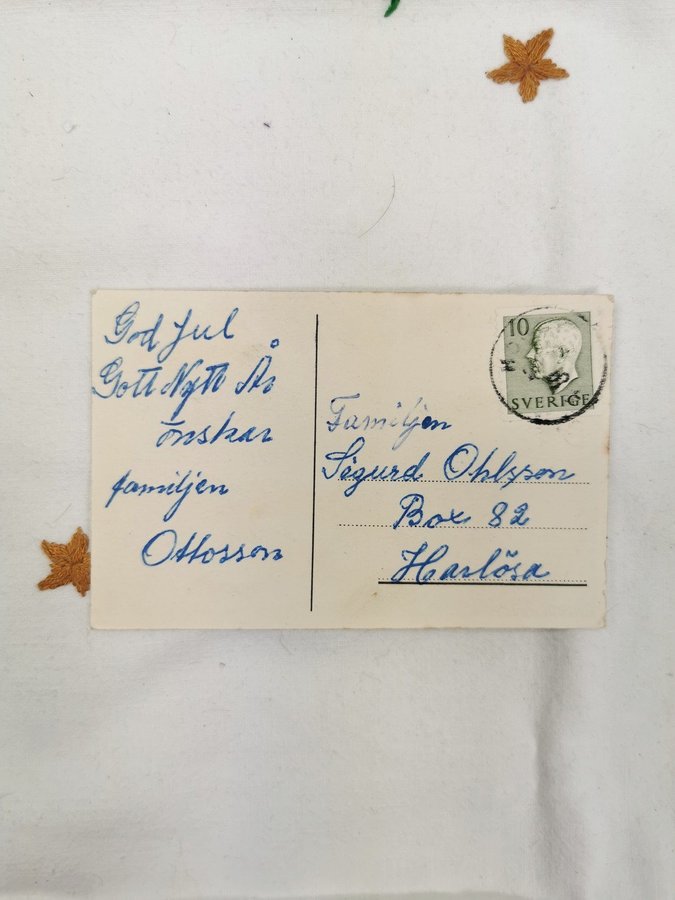 God Jul
Gott Nytt År
önskar
familjen
Ottosson
10
SVERIGE
Familjen
Sigurd Ohlsson
Box 82
Harlösa